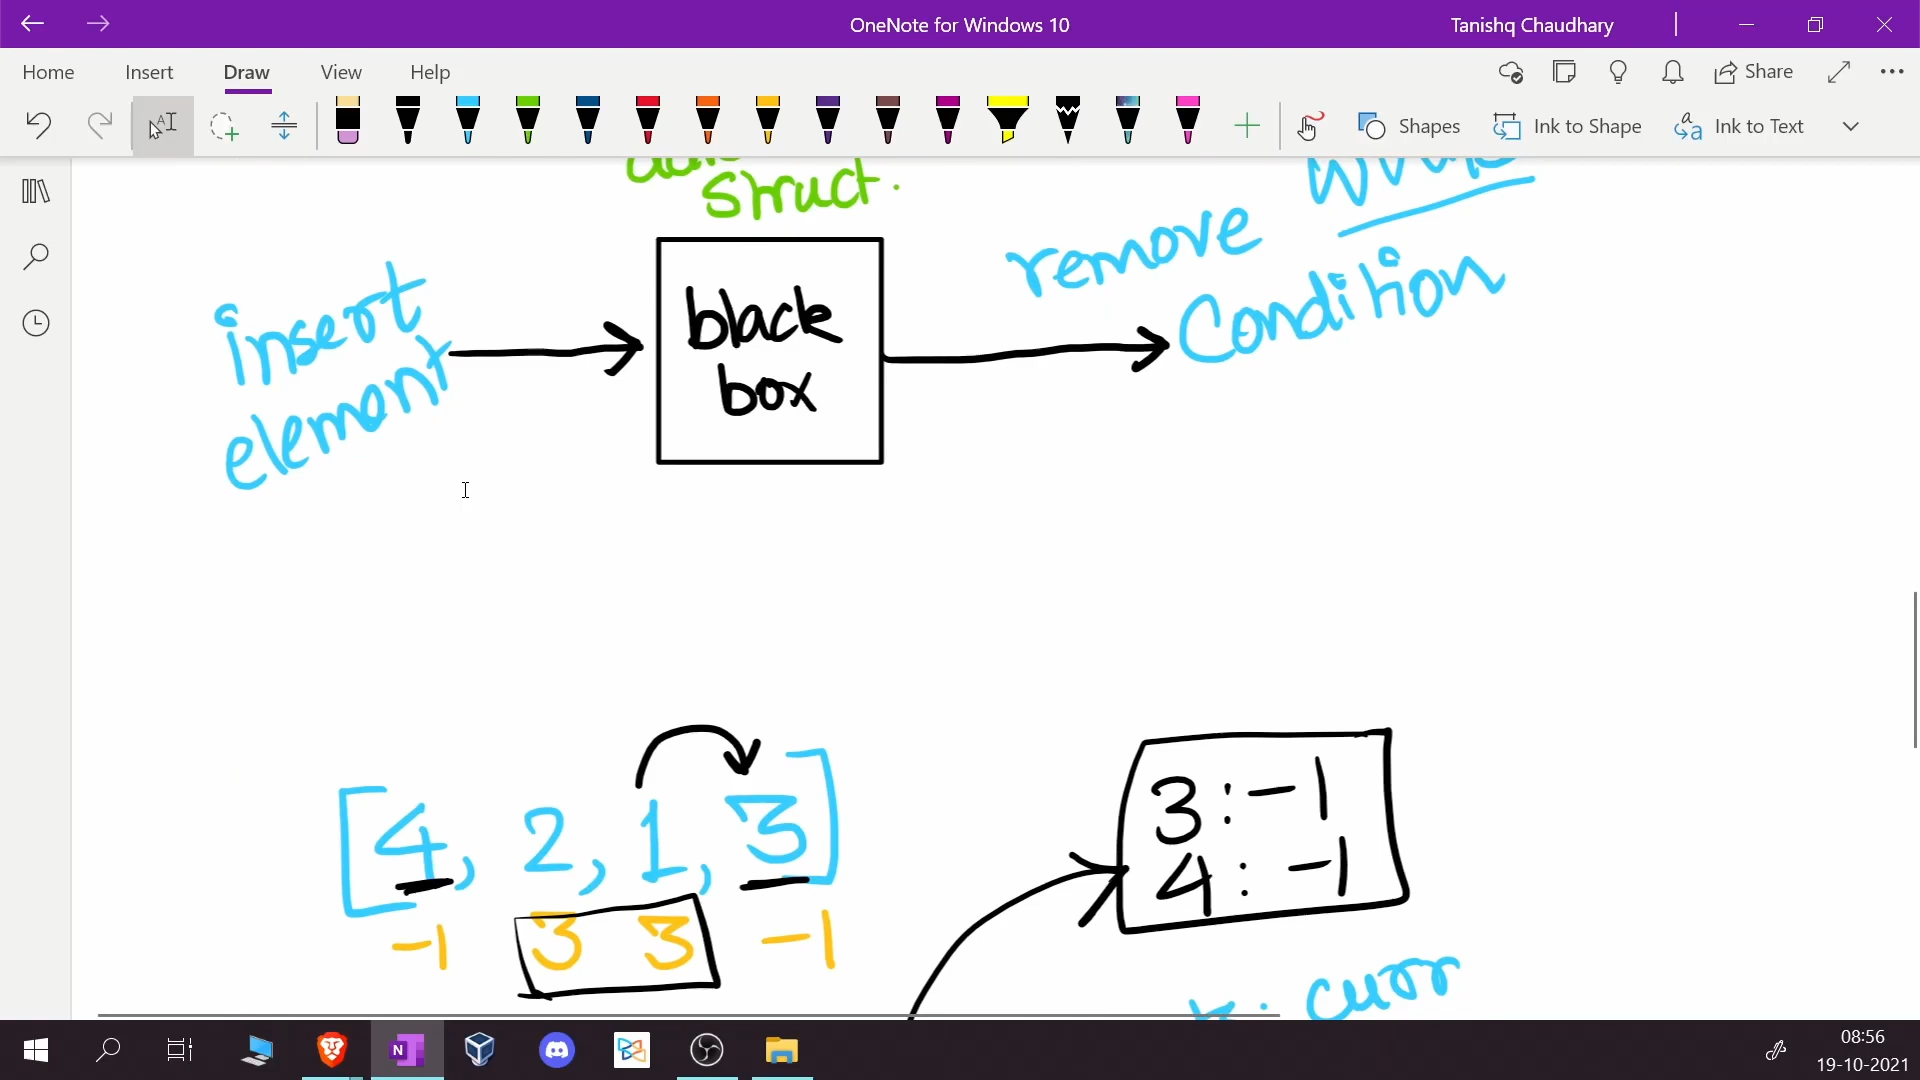 OneNote for Windows 10
Tanishq Chaudhary
Home Insert Draw View Help
Share
Shapes Ink to Shape Ink to Text
struct.
remove
Condition
insert
element
black
box
[4, 2, 1, 3]
-1 3 3 -1
3:-1
4:-1
curr
08:56
19-10-2021